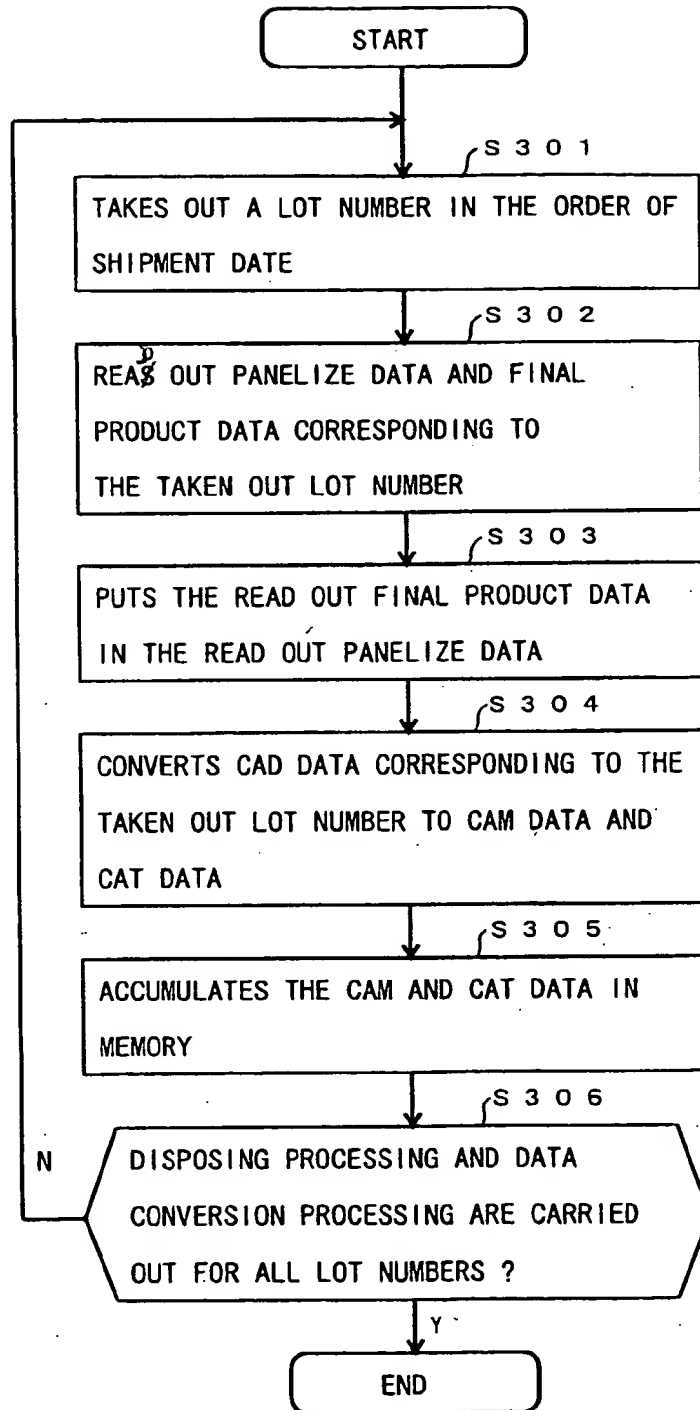 START
S301
TAKES OUT A LOT NUMBER IN THE ORDER OF
SHIPMENT DATE
S302
READS OUT PANELIZE DATA AND FINAL
PRODUCT DATA CORRESPONDING TO
THE TAKEN OUT LOT NUMBER
S303
PUTS THE READ OUT FINAL PRODUCT DATA
IN THE READ OUT PANELIZE DATA
S304
CONVERTS CAD DATA CORRESPONDING TO THE
TAKEN OUT LOT NUMBER TO CAM DATA AND
CAT DATA
S305
ACCUMULATES THE CAM AND CAT DATA IN
MEMORY
S306
N
DISPOSING PROCESSING AND DATA
CONVERSION PROCESSING ARE CARRIED
OUT FOR ALL LOT NUMBERS ?
Y
END